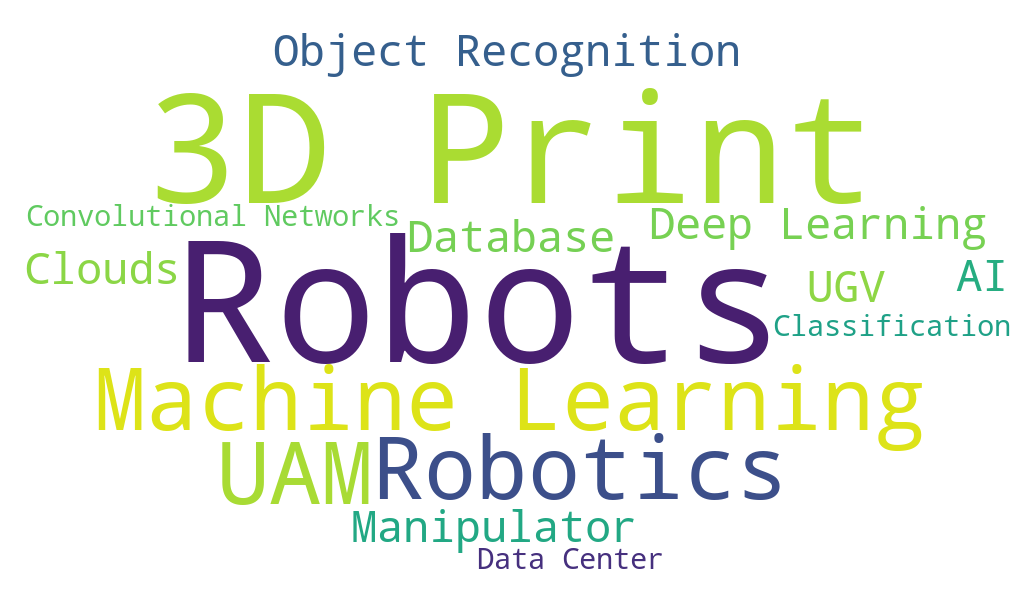 Object Recognition
3D Print
Convolutional Networks
Database
Deep Learning
Clouds
Robots
UGV
AI
Classification
Machine Learning
UAM
Robotics
Manipulator
Data Center